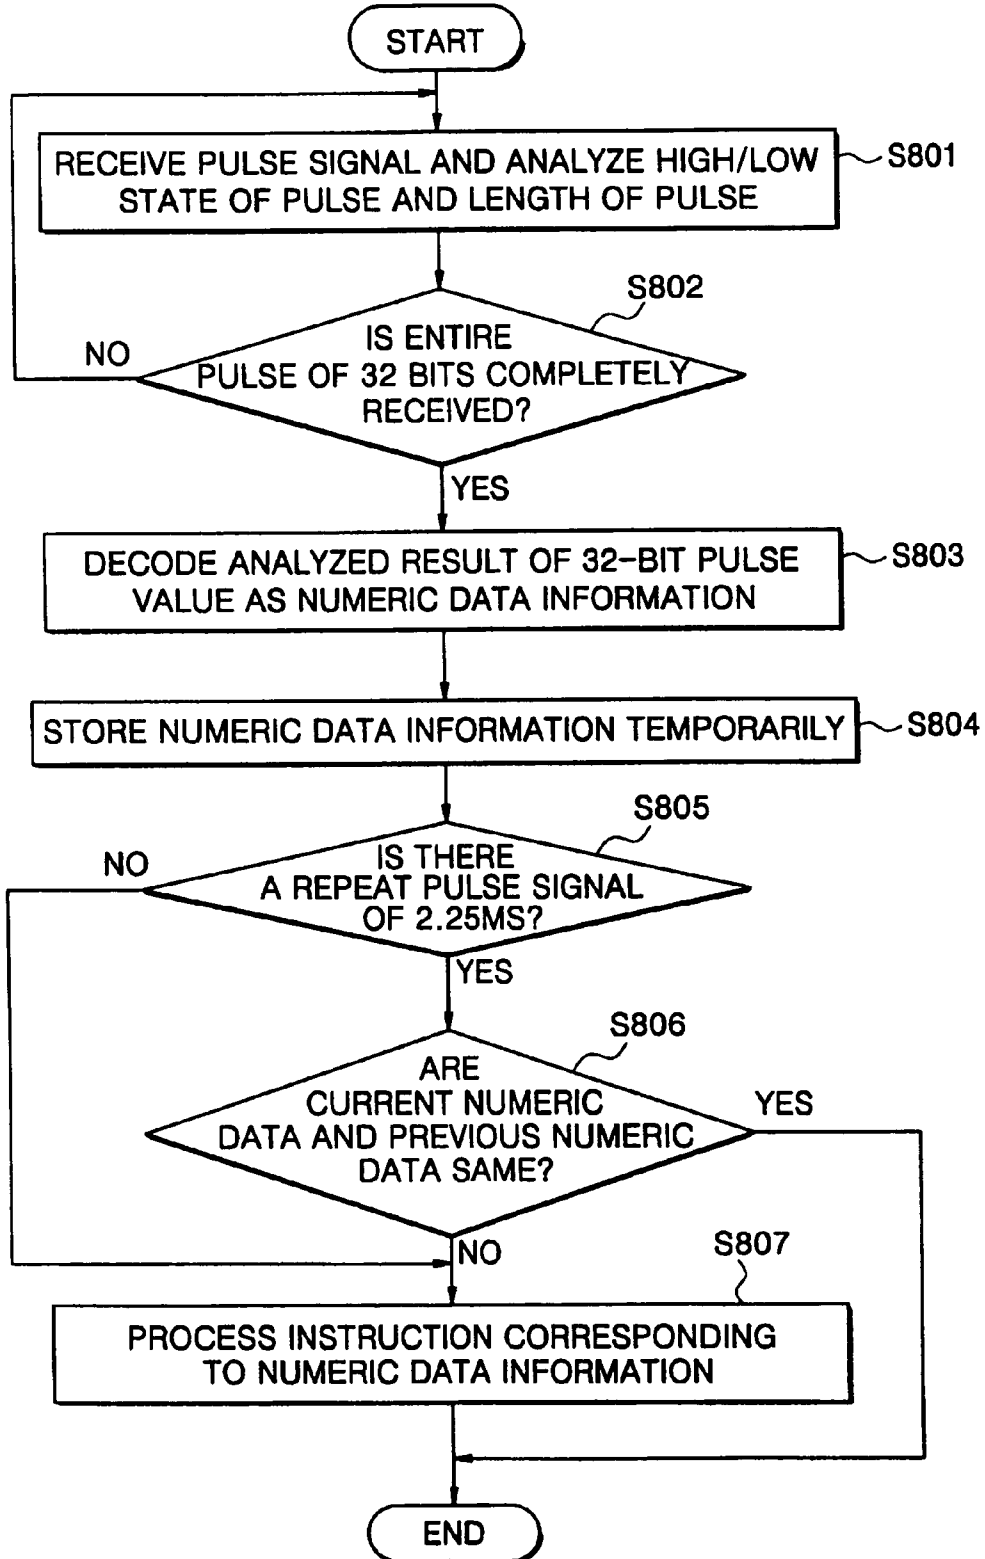 START
RECEIVE PULSE SIGNAL AND ANALYZE HIGH/LOW
STATE OF PULSE AND LENGTH OF PULSE
S801
S802
IS ENTIRE
PULSE OF 32 BITS COMPLETELY
RECEIVED?
NO
YES
DECODE ANALYZED RESULT OF 32-BIT PULSE
VALUE AS NUMERIC DATA INFORMATION
S803
STORE NUMERIC DATA INFORMATION TEMPORARILY
S804
S805
IS THERE
A REPEAT PULSE SIGNAL
OF 2.25MS?
NO
YES
S806
ARE
CURRENT NUMERIC
DATA AND PREVIOUS NUMERIC
DATA SAME?
YES
NO
S807
PROCESS INSTRUCTION CORRESPONDING
TO NUMERIC DATA INFORMATION
END